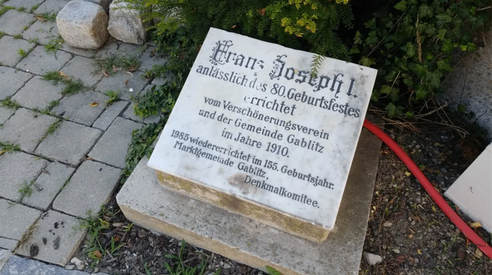 Franz Joseph I.
anlässlich des 80. Geburtsfestes
errichtet
vom Verschönerungsverein
und der Gemeinde Gablitz
im Jahre 1910.
1985 wiedererrichtet im 155. Geburtsjahr.
Marktgemeinde Gablitz,
Denkmalkomitee.